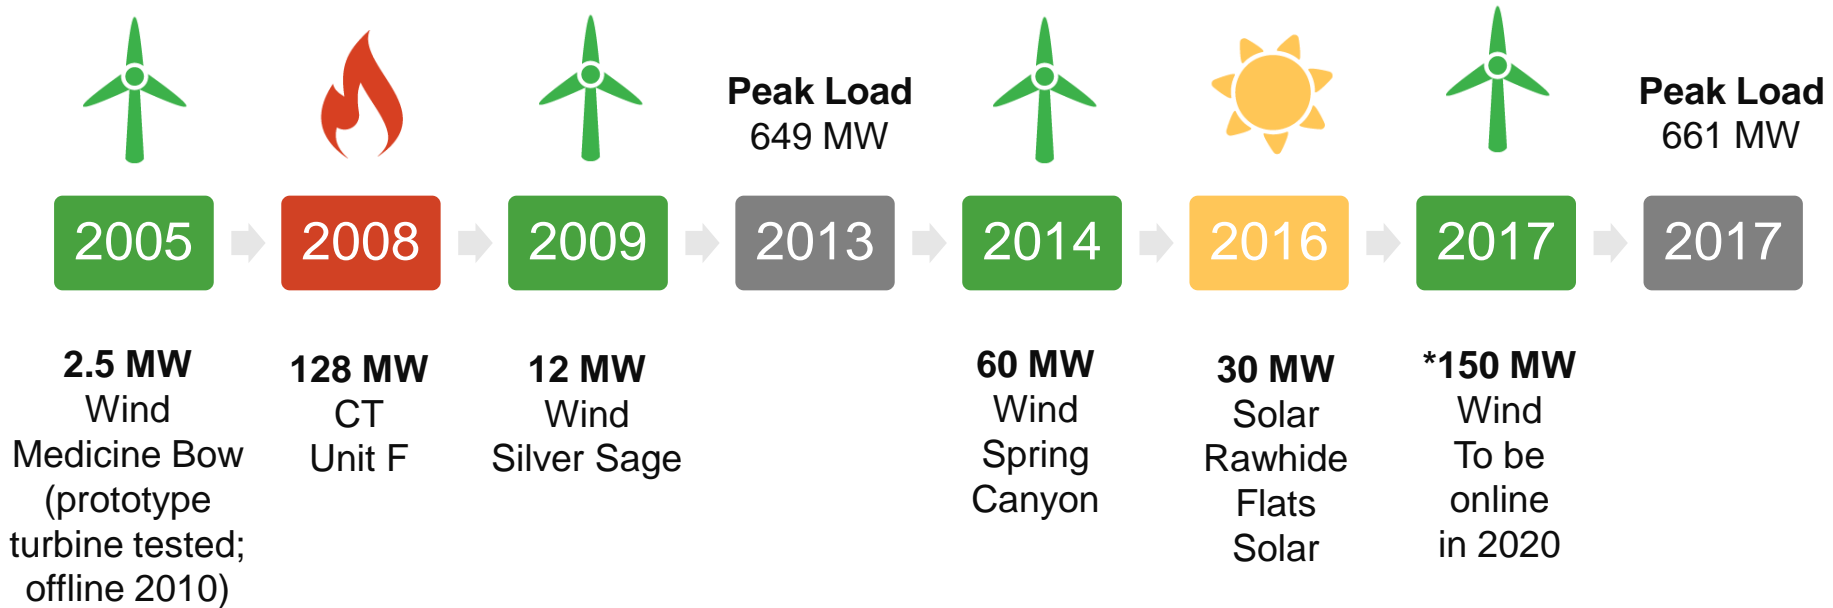 Peak Load
649 MW
Peak Load
661 MW
2005
2008
2009
2013
2014
2016
2017
2017
2.5 MW
Wind
Medicine Bow
(prototype
turbine tested;
offline 2010)
128 MW
CT
Unit F
12 MW
Wind
Silver Sage
60 MW
Wind
Spring
Canyon
30 MW
Solar
Rawhide
Flats
Solar
*150 MW
Wind
To be
online
in 2020